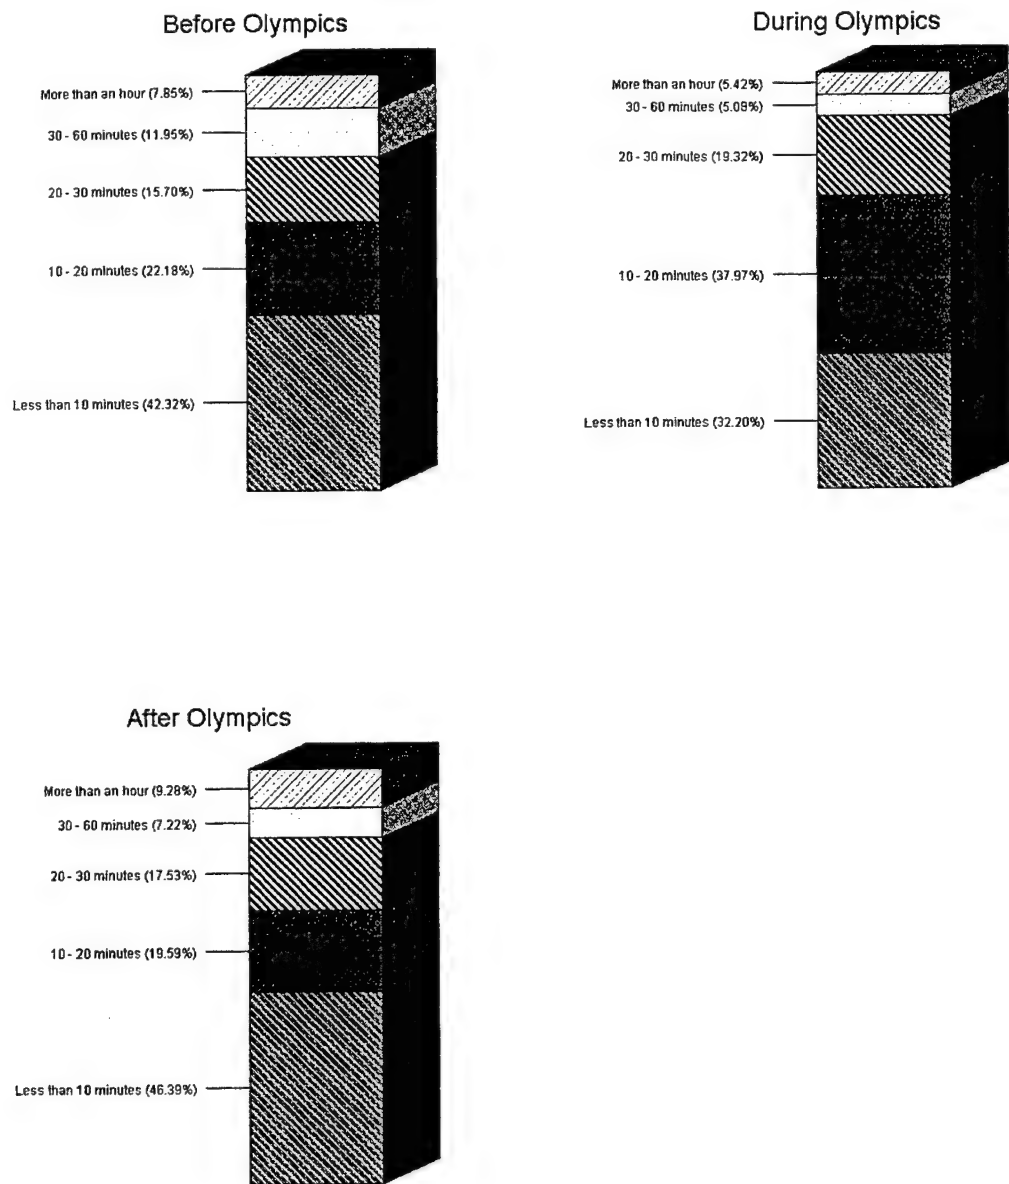 Before Olympics
More than an hour (7.85%)
30 - 60 minutes (11.95%)
20 - 30 minutes (15.70%)
10 - 20 minutes (22.18%)
Less than 10 minutes (42.32%)
During Olympics
More than an hour (5.42%)
30 - 60 minutes (5.08%)
20 - 30 minutes (19.32%)
10 - 20 minutes (37.97%)
Less than 10 minutes (32.20%)
After Olympics
More than an hour (9.28%)
30 - 60 minutes (7.22%)
20 - 30 minutes (17.53%)
10 - 20 minutes (19.59%)
Less than 10 minutes (46.39%)